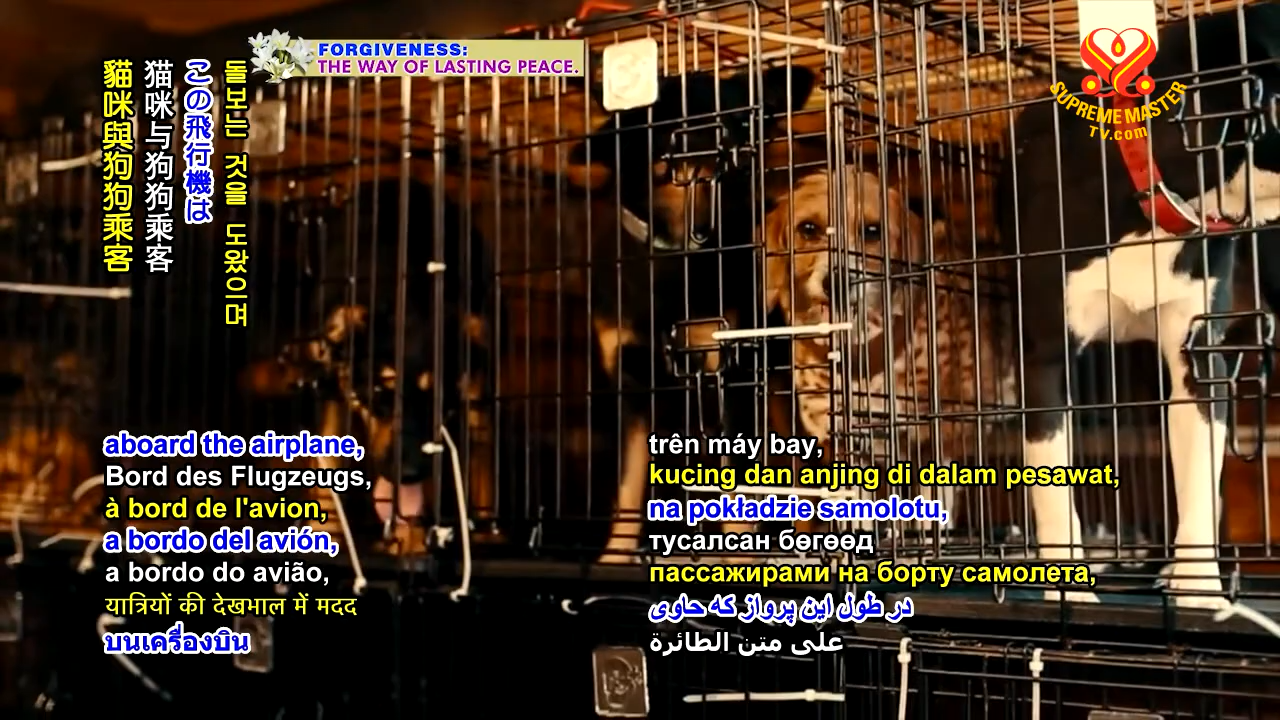 FORGIVENESS:
THE WAY OF LASTING PEACE.
SUPREME MASTER
TV.com
돌보는 것을 도왔으며
この飛行機は
猫咪与狗狗乘客
貓咪與狗狗乘客
aboard the airplane,
Bord des Flugzeugs,
à bord de l'avion,
a bordo del avión,
a bordo do avião,
यात्रियों की देखभाल में मदद
บนเครื่องบิน
trên máy bay,
kucing dan anjing di dalam pesawat,
na pokładzie samolotu,
тусалсан бөгөөд
пассажирами на борту самолета,
در طول این پرواز که حاوی
على متن الطائرة